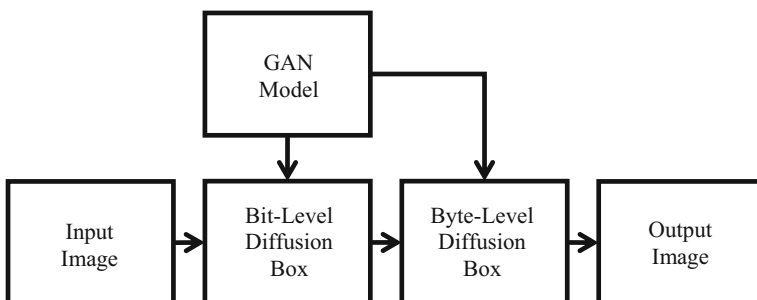 GAN
Model
Input
Image
Bit-Level
Diffusion
Box
Byte-Level
Diffusion
Box
Output
Image